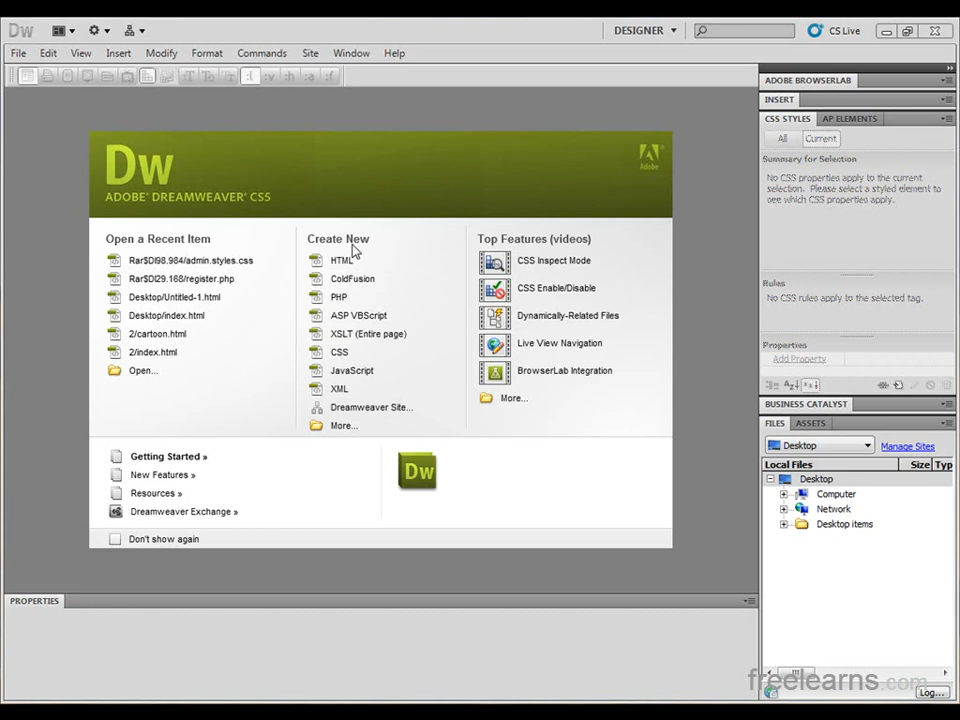 Dw
DESIGNER
CS Live
File Edit View Insert Modify Format Commands Site Window Help
ADOBE BROWSERLAB
INSERT
CSS STYLES AP ELEMENTS
All Current
Summary for Selection
No CSS properties apply to the current
selection. Please select a styled element to
see which CSS properties apply.
Rules
No CSS rules apply to the selected tag.
Properties
Add Property
BUSINESS CATALYST
FILES ASSETS
Desktop Manage Sites
Local Files Size Typ
Desktop
Computer
Network
Desktop items
Log...
Dw
ADOBE® DREAMWEAVER® CS5
Adobe
Open a Recent Item
Rar$DI98.984/admin.styles.css
Rar$DI29.168/register.php
Desktop/Untitled-1.html
Desktop/index.html
2/cartoon.html
2/index.html
Open...
Create New
HTML
ColdFusion
PHP
ASP VBScript
XSLT (Entire page)
CSS
JavaScript
XML
Dreamweaver Site...
More...
Top Features (videos)
CSS Inspect Mode
CSS Enable/Disable
Dynamically-Related Files
Live View Navigation
BrowserLab Integration
More...
Getting Started »
New Features »
Resources »
Dreamweaver Exchange »
Dw
Don't show again
PROPERTIES
freelearns.com